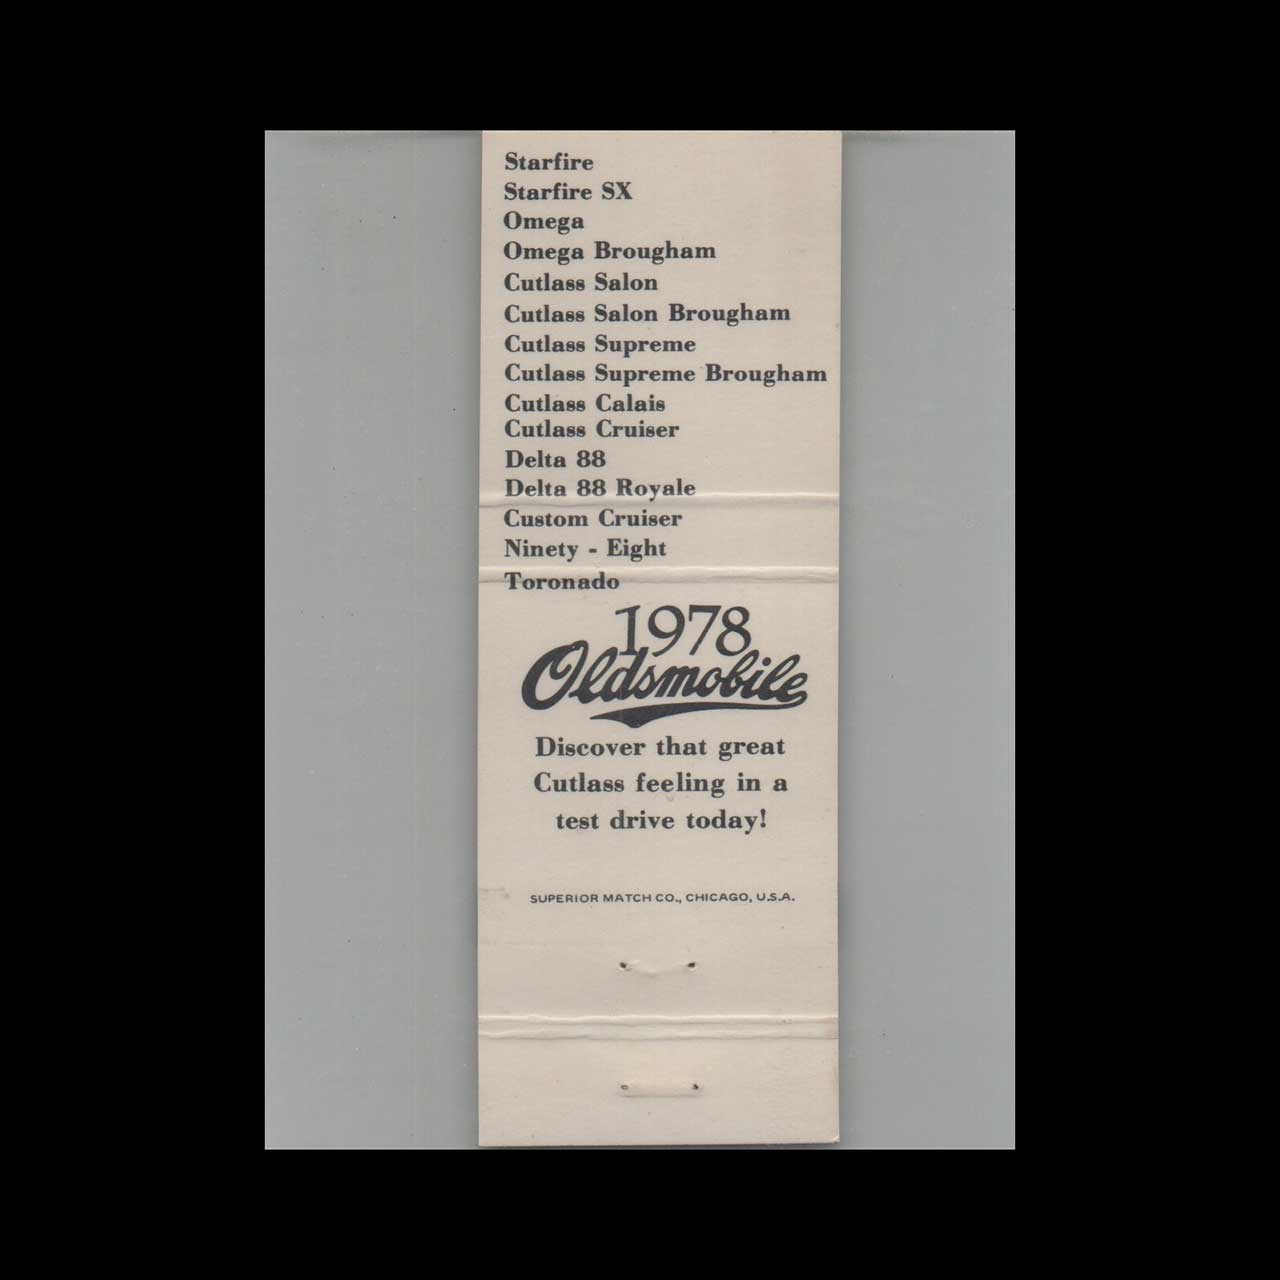 Starfire
Starfire SX
Omega
Omega Brougham
Cutlass Salon
Cutlass Salon Brougham
Cutlass Supreme
Cutlass Supreme Brougham
Cutlass Calais
Cutlass Cruiser
Delta 88
Delta 88 Royale
Custom Cruiser
Ninety - Eight
Toronado
1978
Oldsmobile
Discover that great
Cutlass feeling in a
test drive today!
SUPERIOR MATCH CO., CHICAGO, U.S.A.